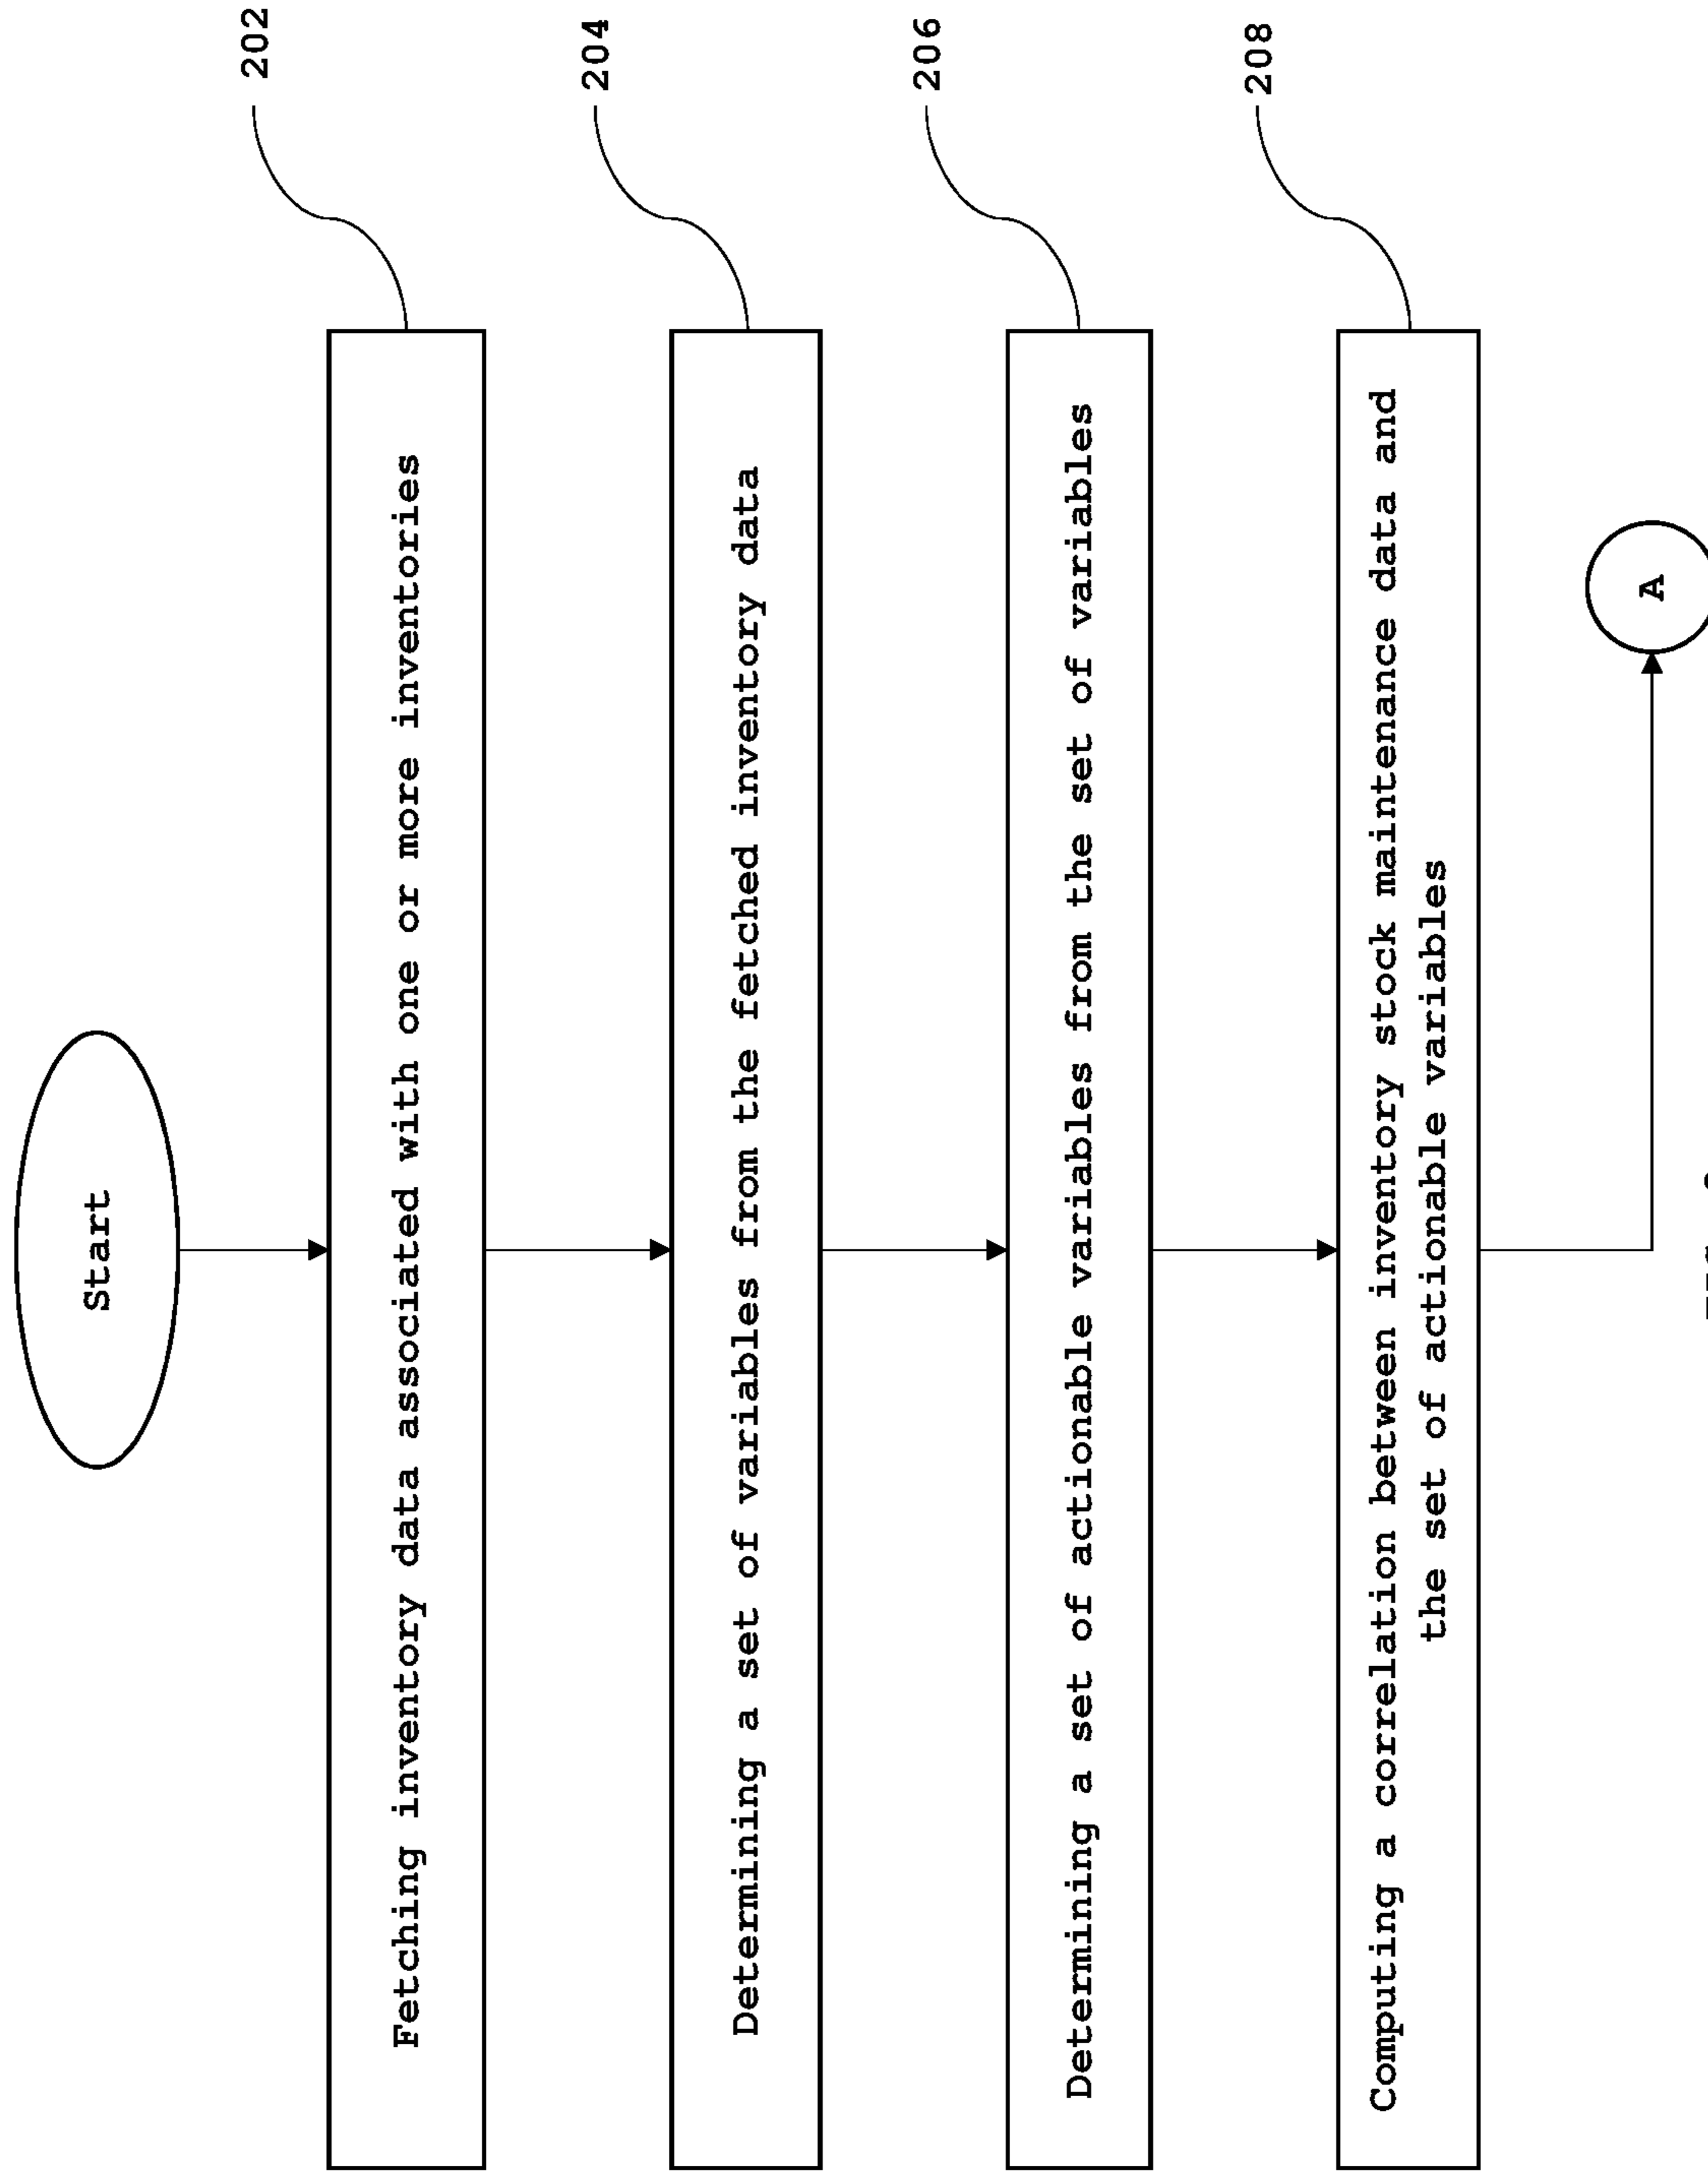 Start
202
Fetching inventory data associated with one or more inventories
204
Determining a set of variables from the fetched inventory data
206
Determining a set of actionable variables from the set of variables
208
Computing a correlation between inventory stock maintenance data and
the set of actionable variables
A